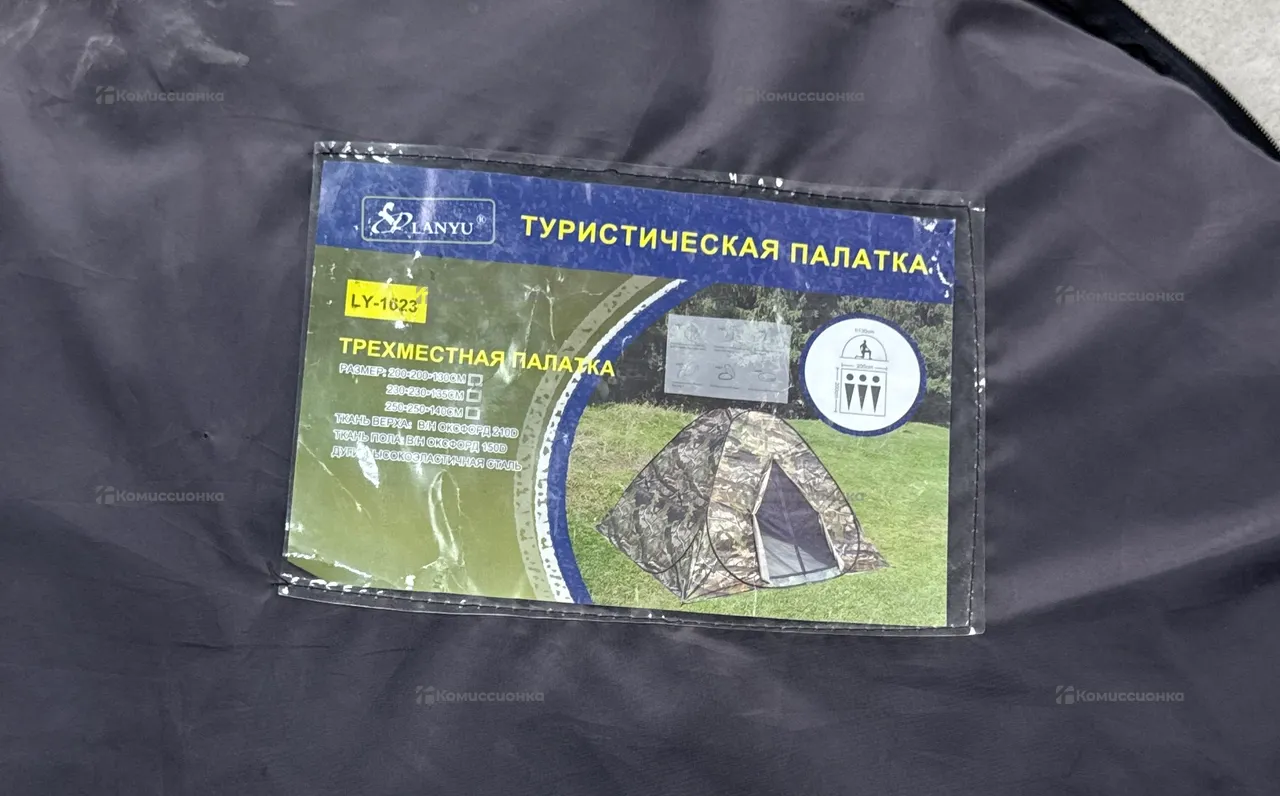 LANYU®
ТУРИСТИЧЕСКАЯ ПАЛАТКА
LY-1623
ТРЕХМЕСТНАЯ ПАЛАТКА
РАЗМЕР: 200*200*130СМ
230*230*135СМ
250*250*140СМ
ТКАНЬ ВЕРХА: В/Н ОКСФОРД 210D
ТКАНЬ ПОЛА: В/Н ОКСФОРД 150D
ВЫСОКОЭЛАСТИЧНАЯ СТАЛЬ
Комиссионка
Комиссионка
Комиссионка
Комиссионка
Комиссионка
Комиссионка
Комиссионка